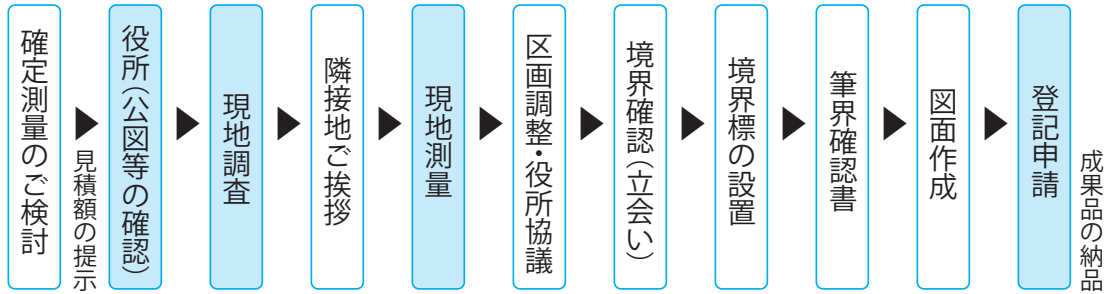 確定測量のご検討
見積額の提示
役所(公図等の確認)
現地調査
隣接地ご挨拶
現地測量
区画調整・役所協議
境界確認(立会い)
境界標の設置
筆界確認書
図面作成
登記申請
成果品の納品